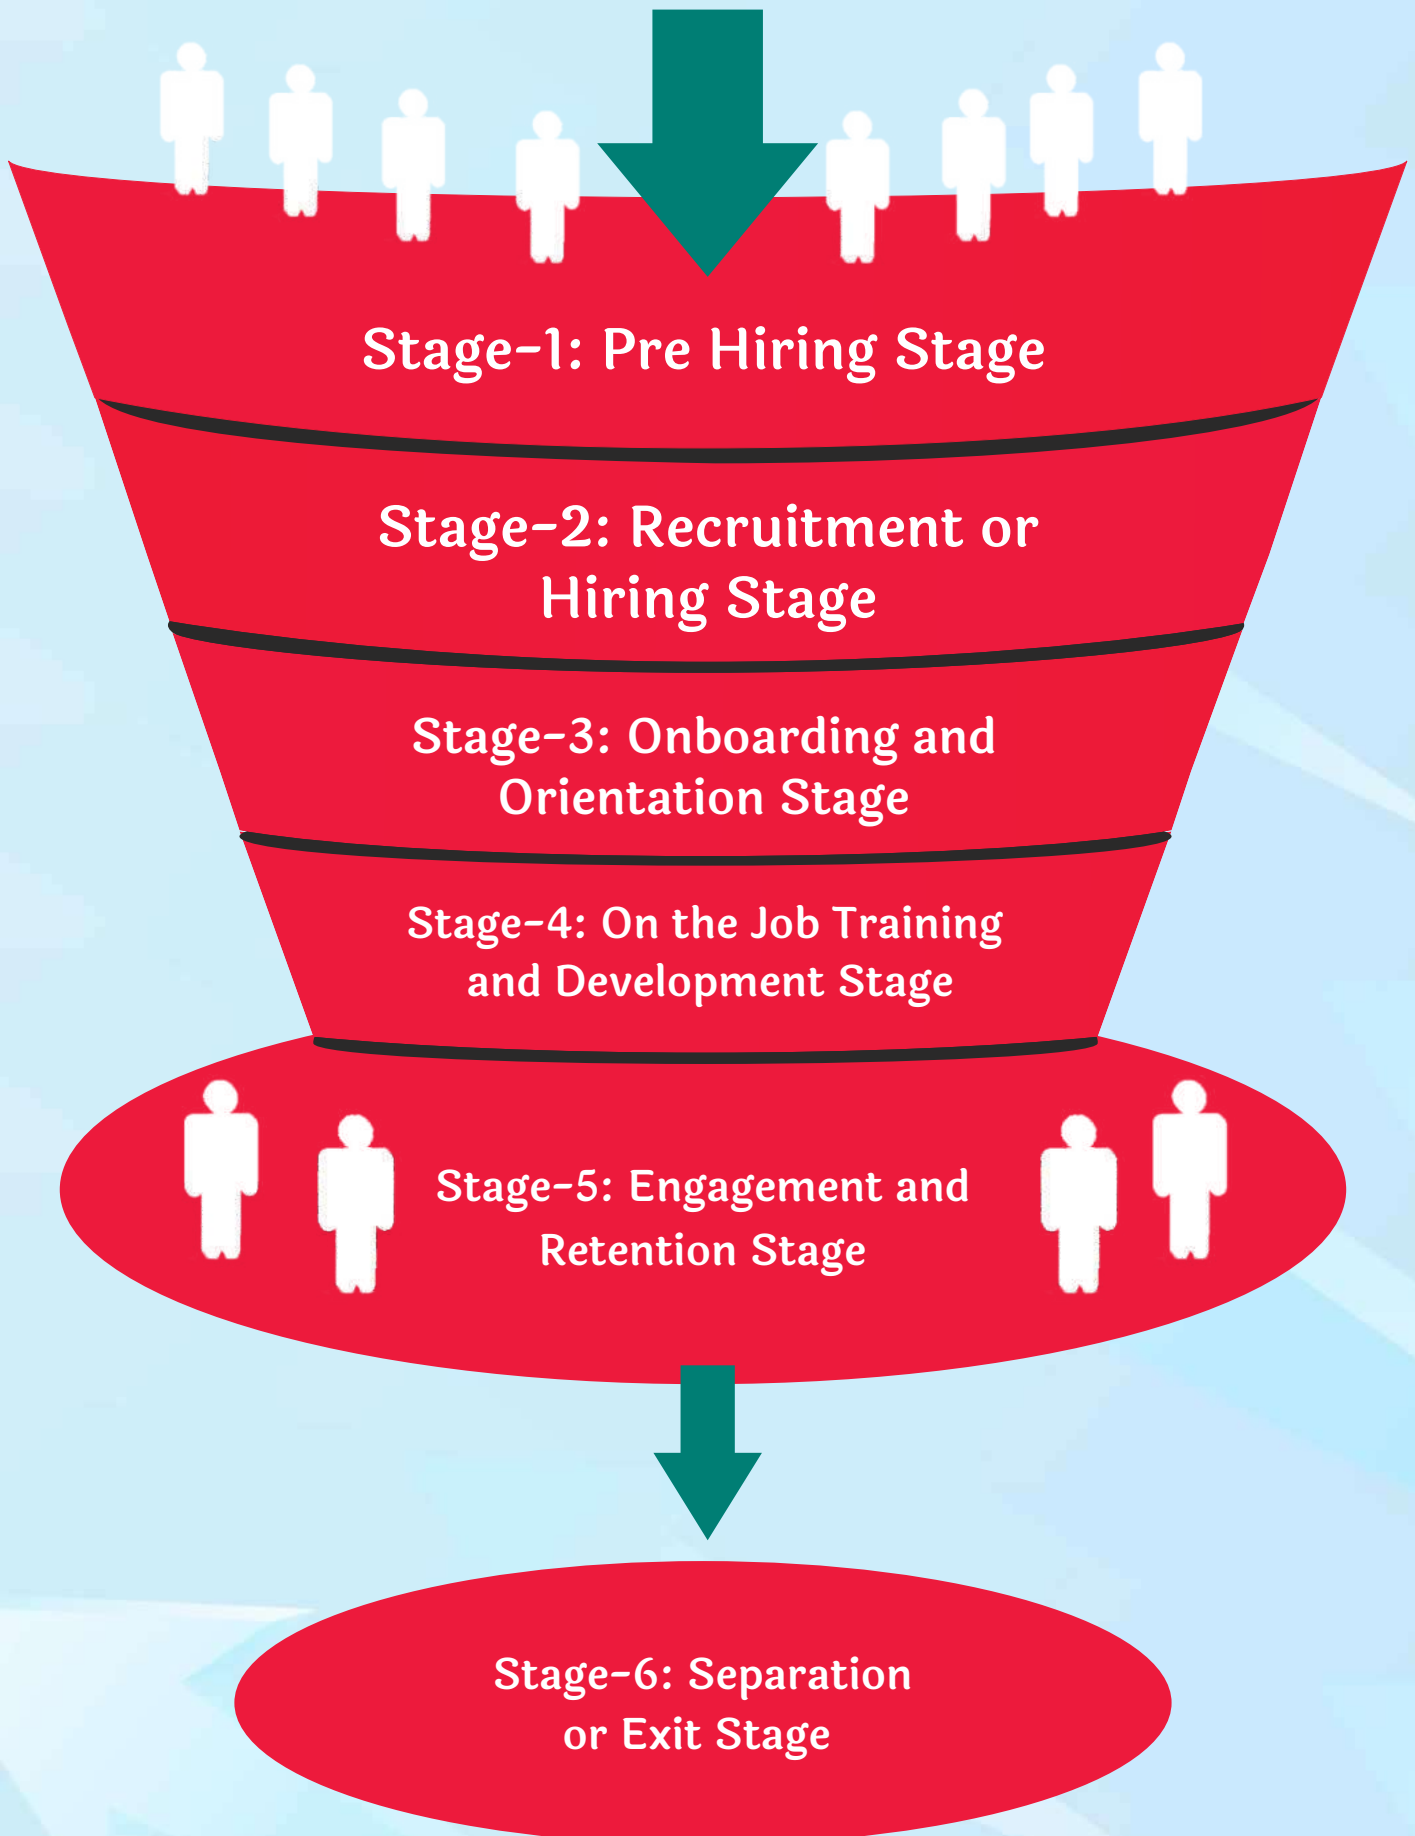 Stage-1: Pre Hiring Stage
Stage-2: Recruitment or
Hiring Stage
Stage-3: Onboarding and
Orientation Stage
Stage-4: On the Job Training
and Development Stage
Stage-5: Engagement and
Retention Stage
Stage-6: Separation
or Exit Stage